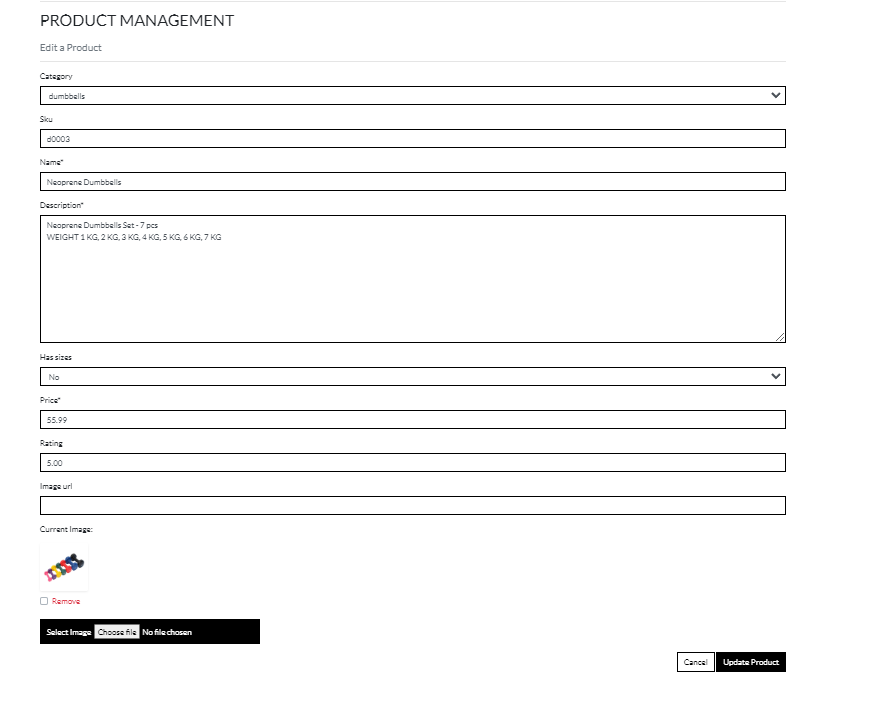 PRODUCT MANAGEMENT
Edit a Product
Category
dumbbells
Sku
d0003
Name*
Neoprene Dumbbells
Description*
Neoprene Dumbbells Set - 7 pcs
WEIGHT 1 KG, 2 KG, 3 KG, 4 KG, 5 KG, 6 KG, 7 KG
Has sizes
No
Price*
55.99
Rating
5.00
Image url
Current Image:
Remove
Select Image Choose file No file chosen
Cancel Update Product